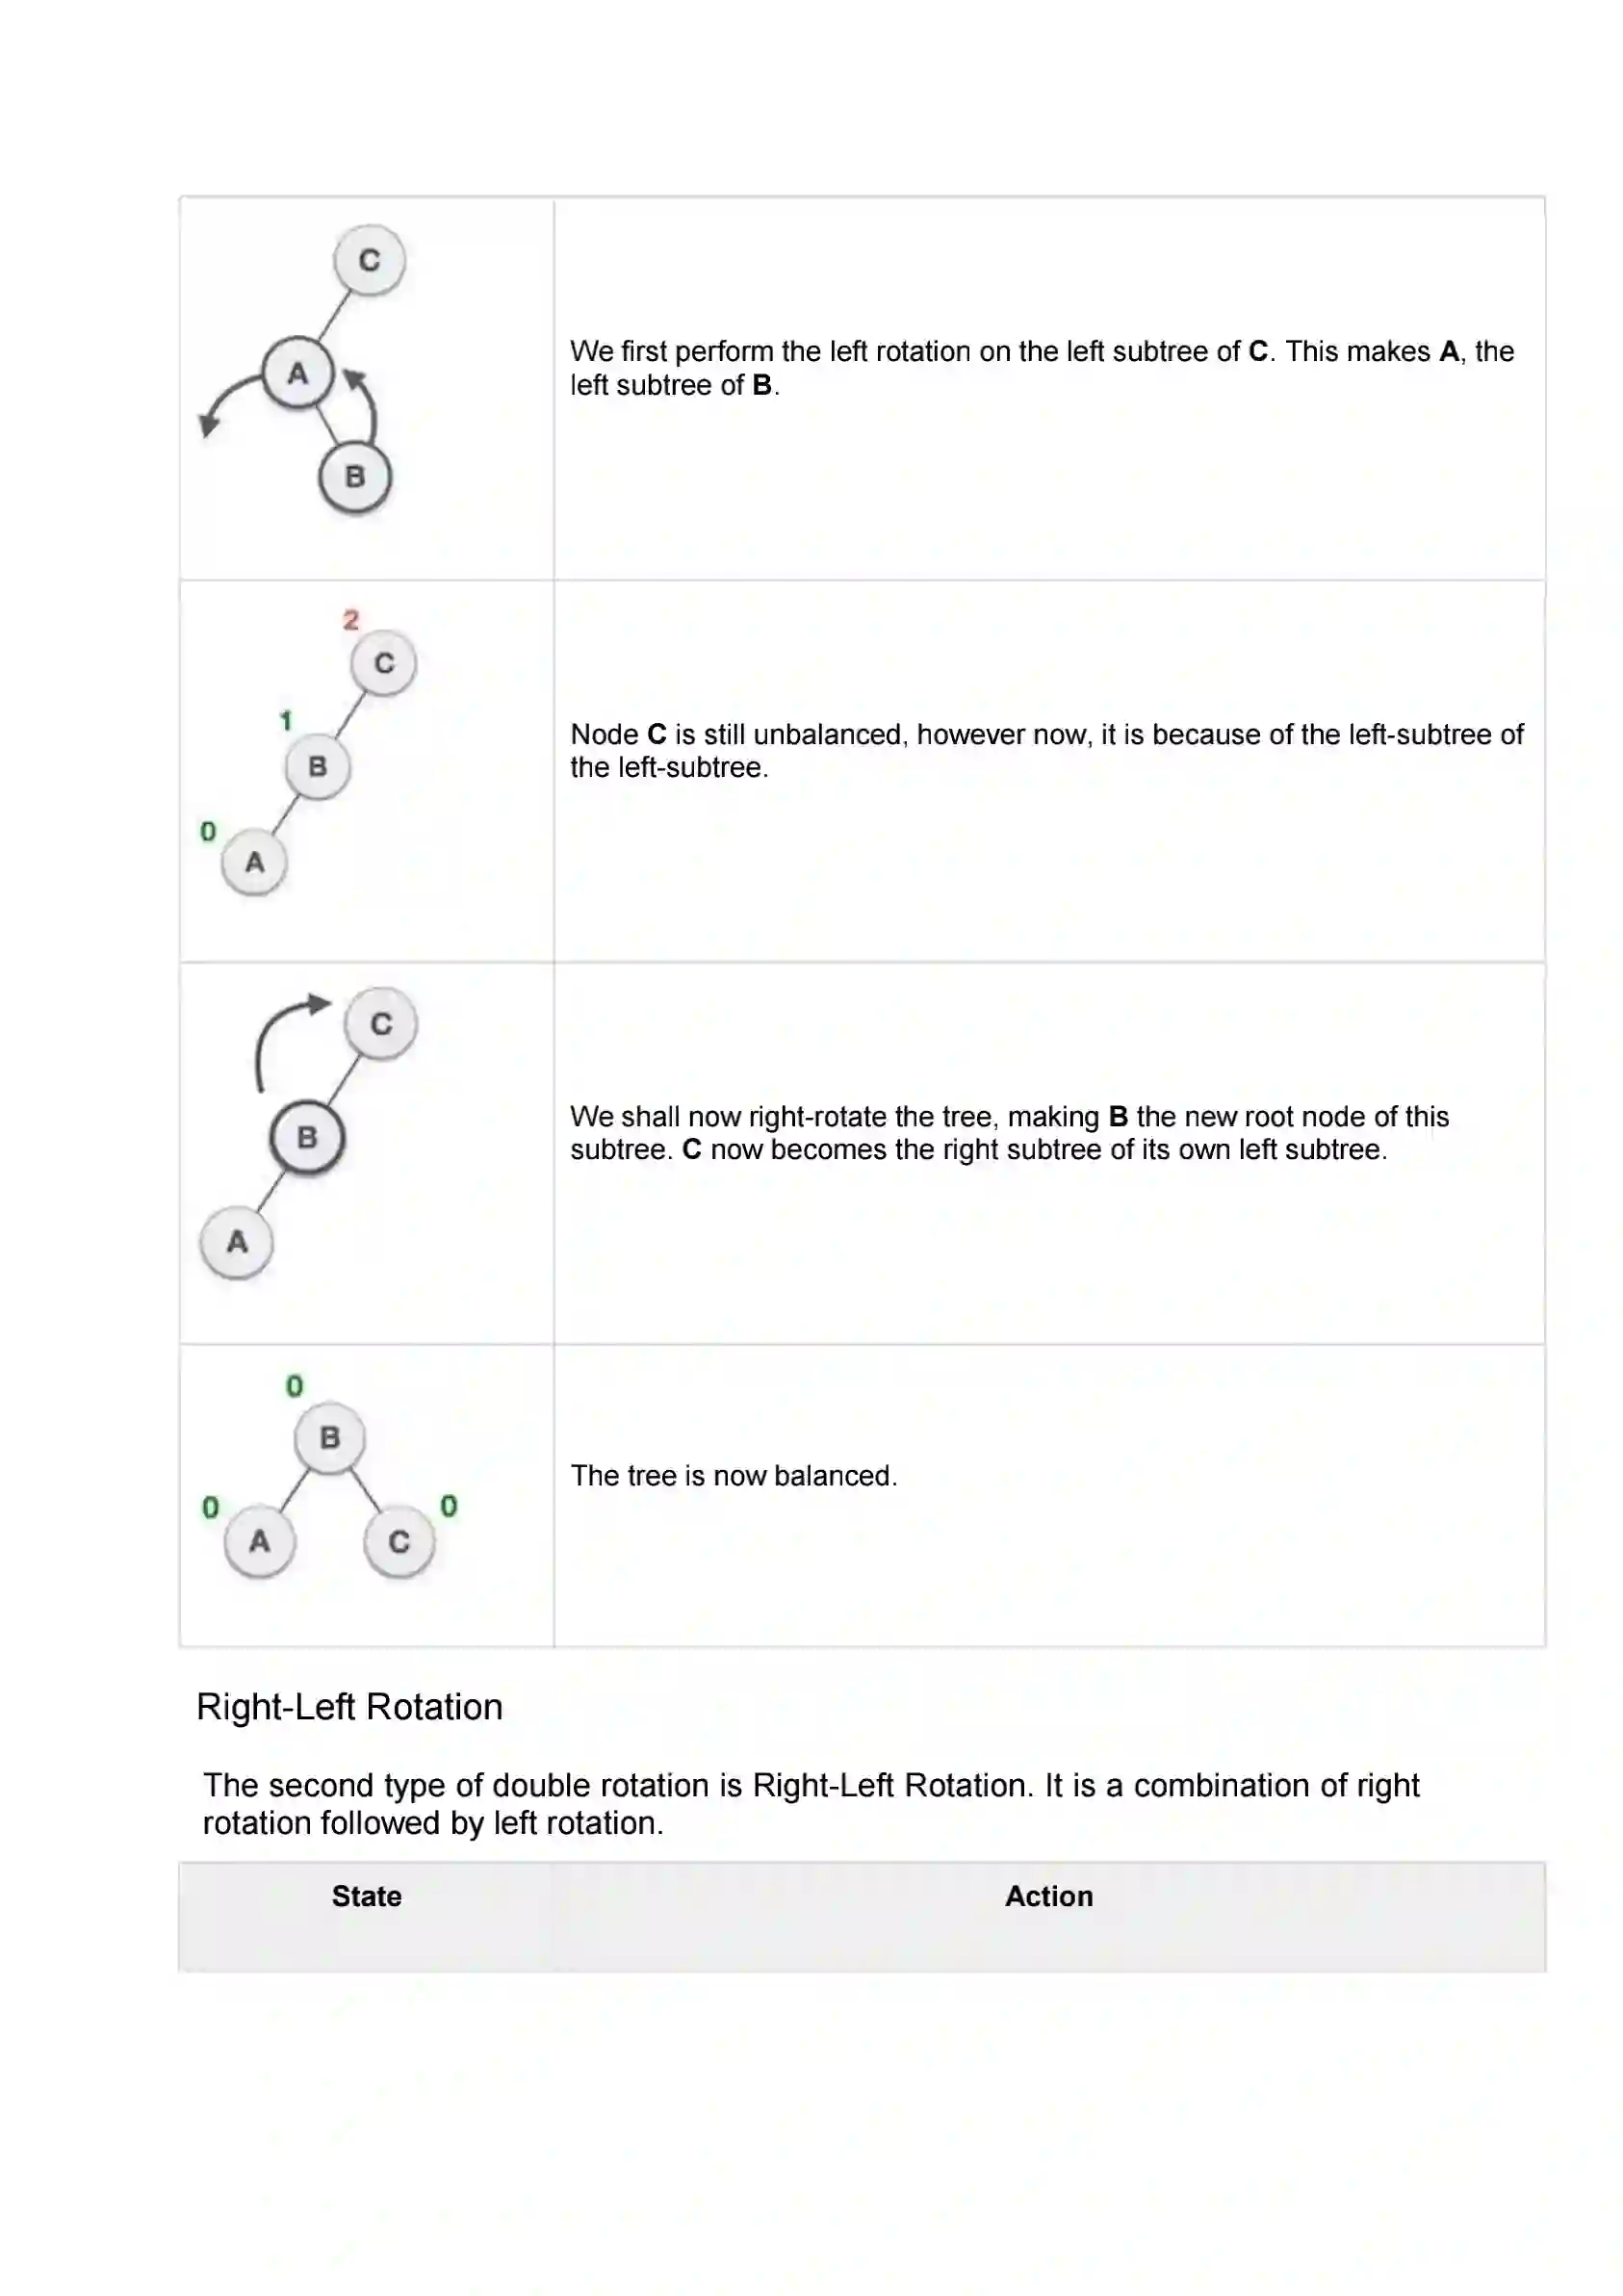 C
A
B
We first perform the left rotation on the left subtree of C. This makes A, the
left subtree of B.
2
C
1
B
0
A
Node C is still unbalanced, however now, it is because of the left-subtree of
the left-subtree.
C
B
A
We shall now right-rotate the tree, making B the new root node of this
subtree. C now becomes the right subtree of its own left subtree.
0
B
0
A
C
0
The tree is now balanced.
Right-Left Rotation
The second type of double rotation is Right-Left Rotation. It is a combination of right
rotation followed by left rotation.
State Action